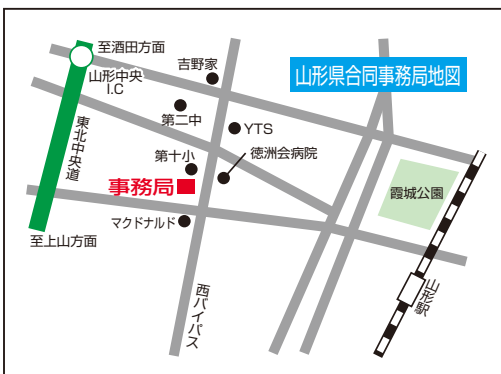 山形県合同事務局地図
至酒田方面
吉野家
山形中央
I.C
第二中
YTS
東北中央道
第十小
徳洲会病院
事務局
霞城公園
マクドナルド
至上山方面
西バイパス
山形駅